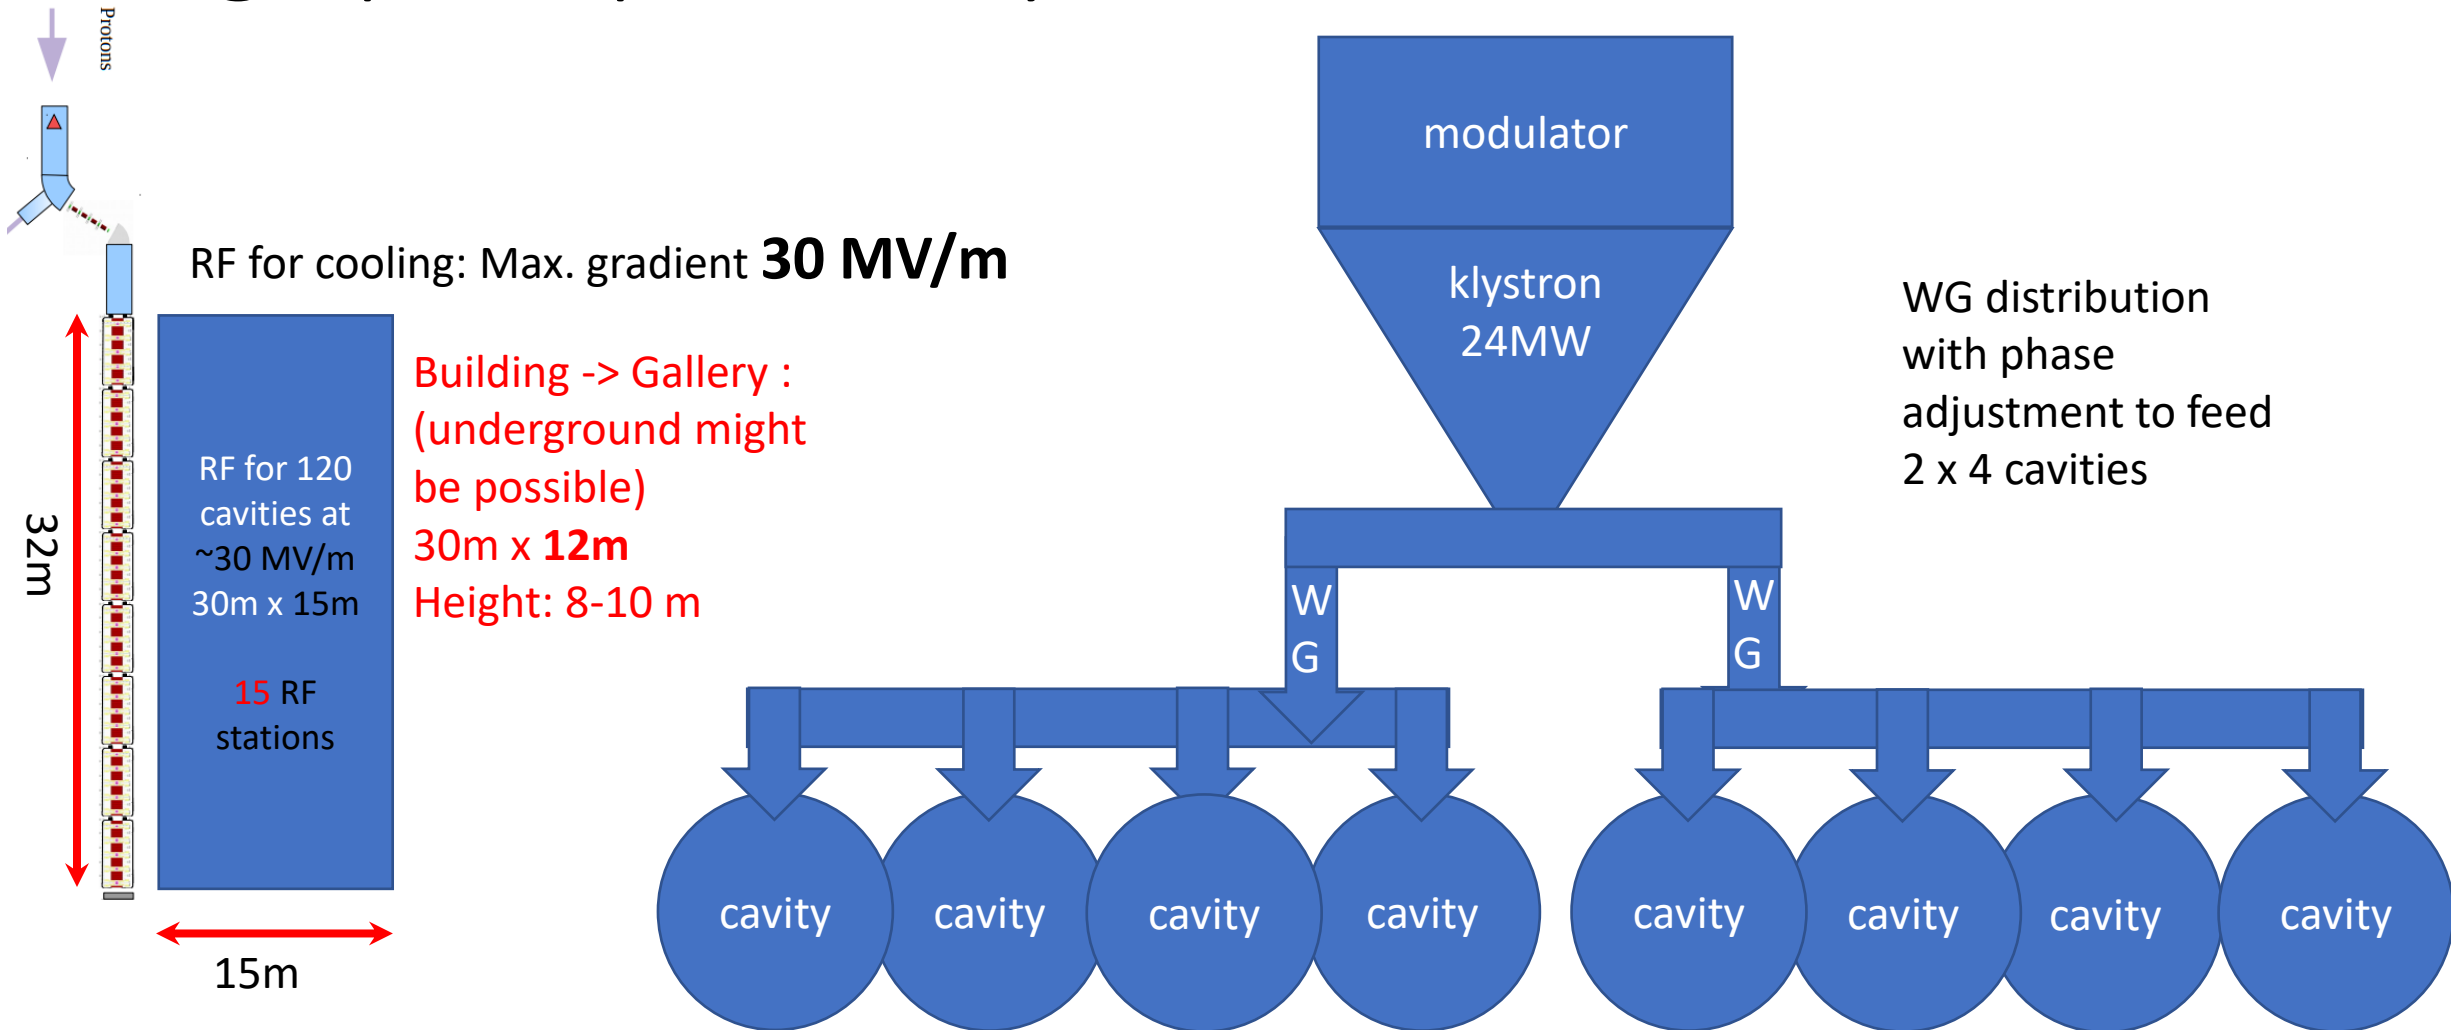 Protons
RF for cooling: Max. gradient 30 MV/m
32m
RF for 120
cavities at
~30 MV/m
30m x 15m
15 RF
stations
15m
Building -> Gallery :
(underground might
be possible)
30m x 12m
Height: 8-10 m
modulator
klystron
24MW
WG distribution
with phase
adjustment to feed
2 x 4 cavities
W
G
W
G
cavity
cavity
cavity
cavity
cavity
cavity
cavity
cavity